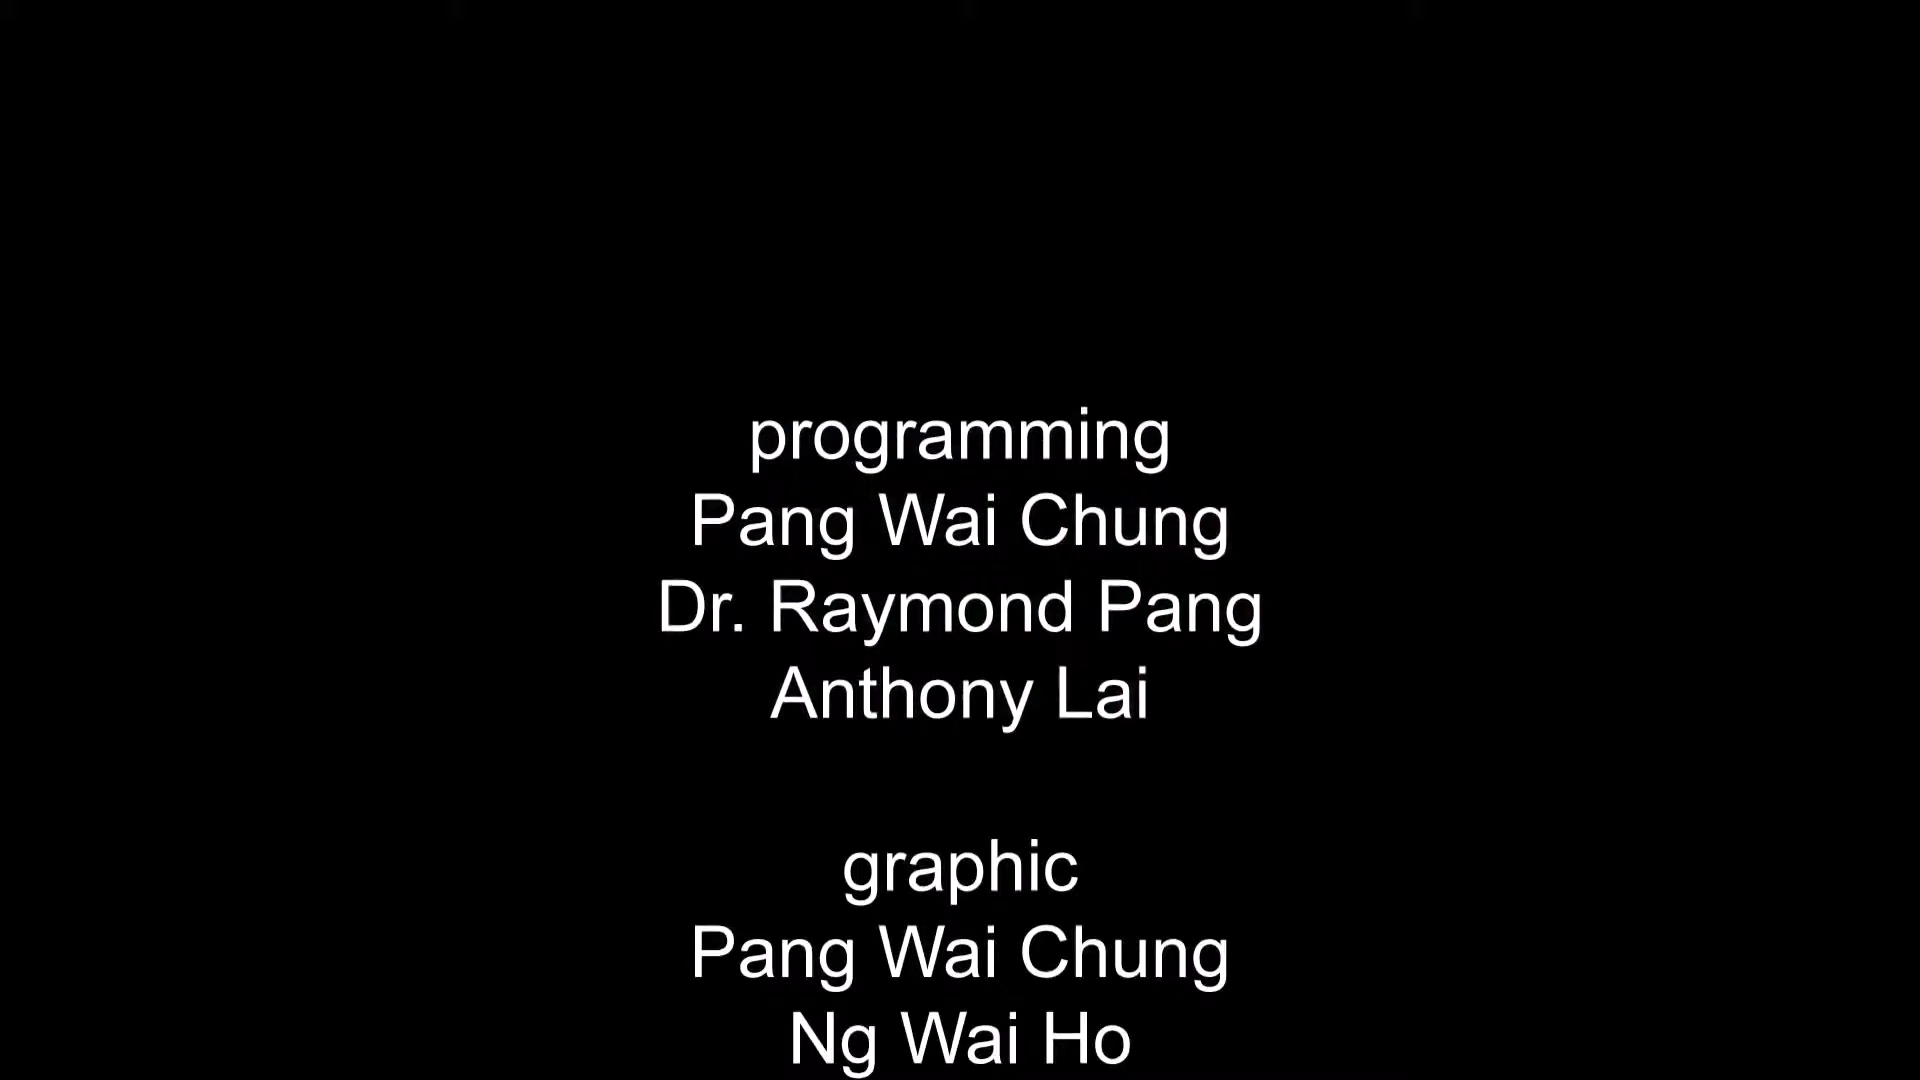 programming
Pang Wai Chung
Dr. Raymond Pang
Anthony Lai
graphic
Pang Wai Chung
Ng Wai Ho